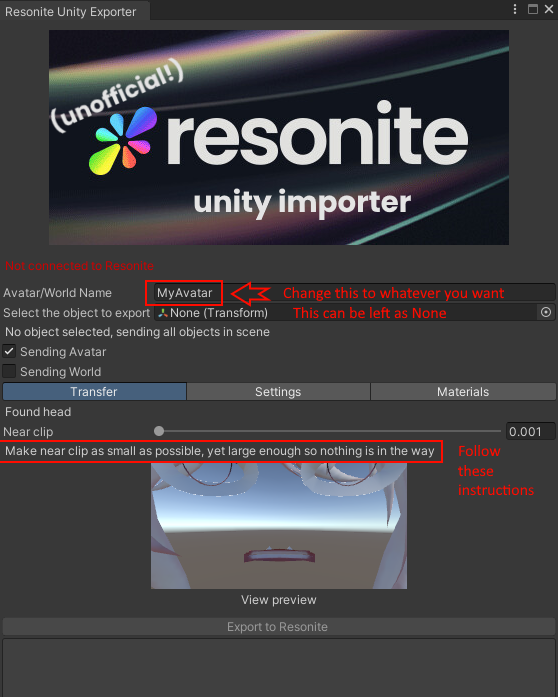 Resonite Unity Exporter
(unofficial!)
resonite
unity importer
Not connected to Resonite
Avatar/World Name MyAvatar Change this to whatever you want
Select the object to export None (Transform) This can be left as None
No object selected, sending all objects in scene
Sending Avatar
Sending World
Transfer Settings Materials
Found head
Near clip 0.001
Make near clip as small as possible, yet large enough so nothing is in the way
Follow
these
instructions
View preview
Export to Resonite